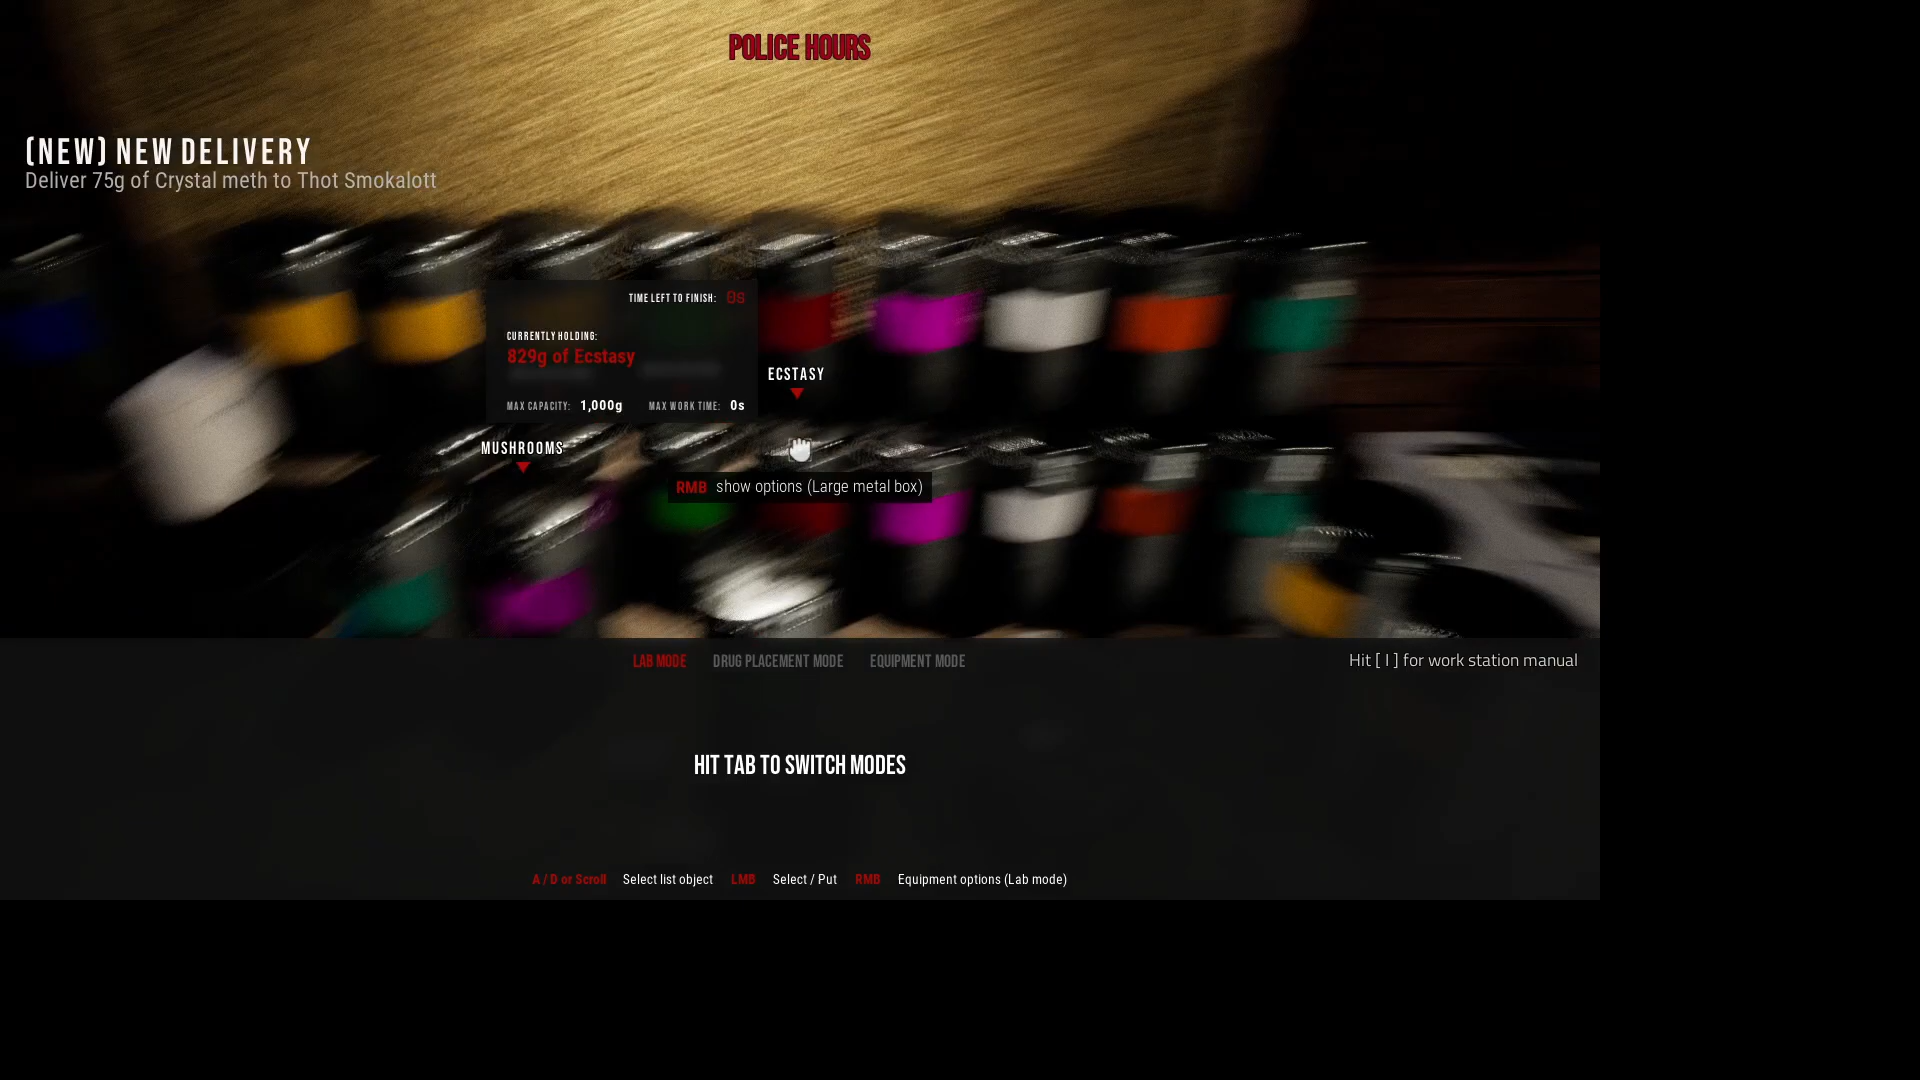 POLICE HOURS
(NEW) NEW DELIVERY
Deliver 75g of Crystal meth to Thot Smokalott
TIME LEFT TO FINISH: 0s
CURRENTLY HOLDING:
829g of Ecstasy
MAX CAPACITY: 1,000g MAX WORK TIME: 0s
ECSTASY
MUSHROOMS
RMB show options (Large metal box)
LAB MODE DRUG PLACEMENT MODE EQUIPMENT MODE
Hit [ I ] for work station manual
HIT TAB TO SWITCH MODES
A / D or Scroll Select list object LMB Select / Put RMB Equipment options (Lab mode)